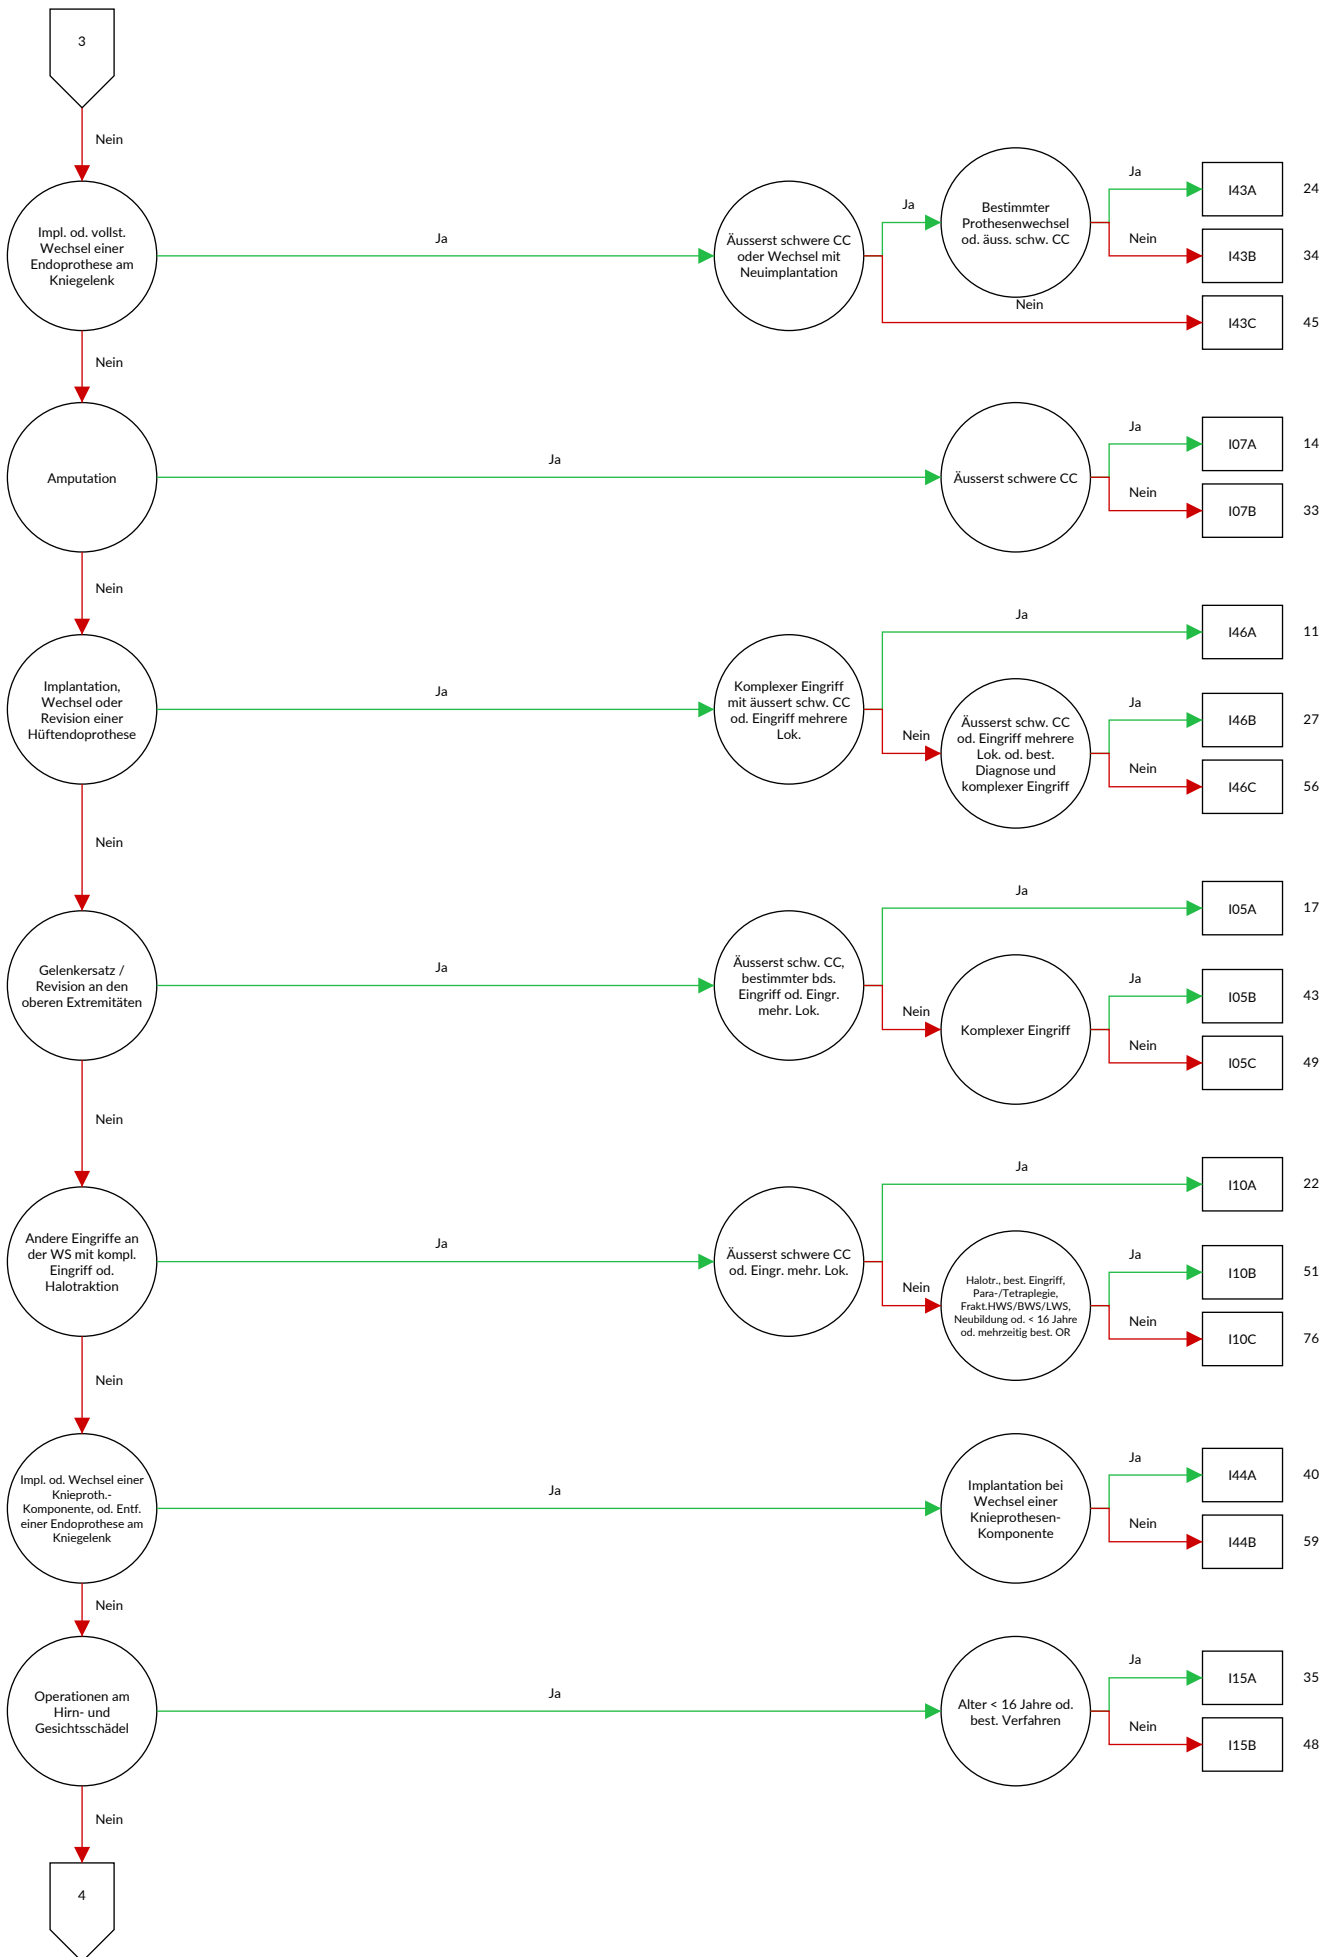 3
Nein
Impl. od. vollst.
Wechsel einer
Endoprothese am
Kniegelenk
Ja
Äusserst schwere CC
oder Wechsel mit
Neuimplantation
Ja
Bestimmter
Prothesenwechsel
od. äuss. schw. CC
Ja
I43A
24
Nein
I43B
34
Nein
I43C
45
Nein
Amputation
Ja
Äusserst schwere CC
Ja
I07A
14
Nein
I07B
33
Nein
Implantation,
Wechsel oder
Revision einer
Hüftendoprothese
Ja
Komplexer Eingriff
mit äussert schw. CC
od. Eingriff mehrere
Lok.
Ja
I46A
11
Nein
Äusserst schw. CC
od. Eingriff mehrere
Lok. od. best.
Diagnose und
komplexer Eingriff
Ja
I46B
27
Nein
I46C
56
Nein
Gelenkersatz /
Revision an den
oberen Extremitäten
Ja
Äusserst schw. CC,
bestimmter bds.
Eingriff od. Eingr.
mehr. Lok.
Ja
I05A
17
Nein
Komplexer Eingriff
Ja
I05B
43
Nein
I05C
49
Nein
Andere Eingriffe an
der WS mit kompl.
Eingriff od.
Halotraktion
Ja
Äusserst schwere CC
od. Eingr. mehr. Lok.
Ja
I10A
22
Nein
Halotr., best. Eingriff,
Para-/Tetraplegie,
Frakt.HWS/BWS/LWS,
Neubildung od. < 16 Jahre
od. mehrzeitig best. OR
Ja
I10B
51
Nein
I10C
76
Nein
Impl. od. Wechsel einer
Knieproth.-
Komponente, od. Entf.
einer Endoprothese am
Kniegelenk
Ja
Implantation bei
Wechsel einer
Knieprothesen-
Komponente
Ja
I44A
40
Nein
I44B
59
Nein
Operationen am
Hirn- und
Gesichtsschädel
Ja
Alter < 16 Jahre od.
best. Verfahren
Ja
I15A
35
Nein
I15B
48
Nein
4